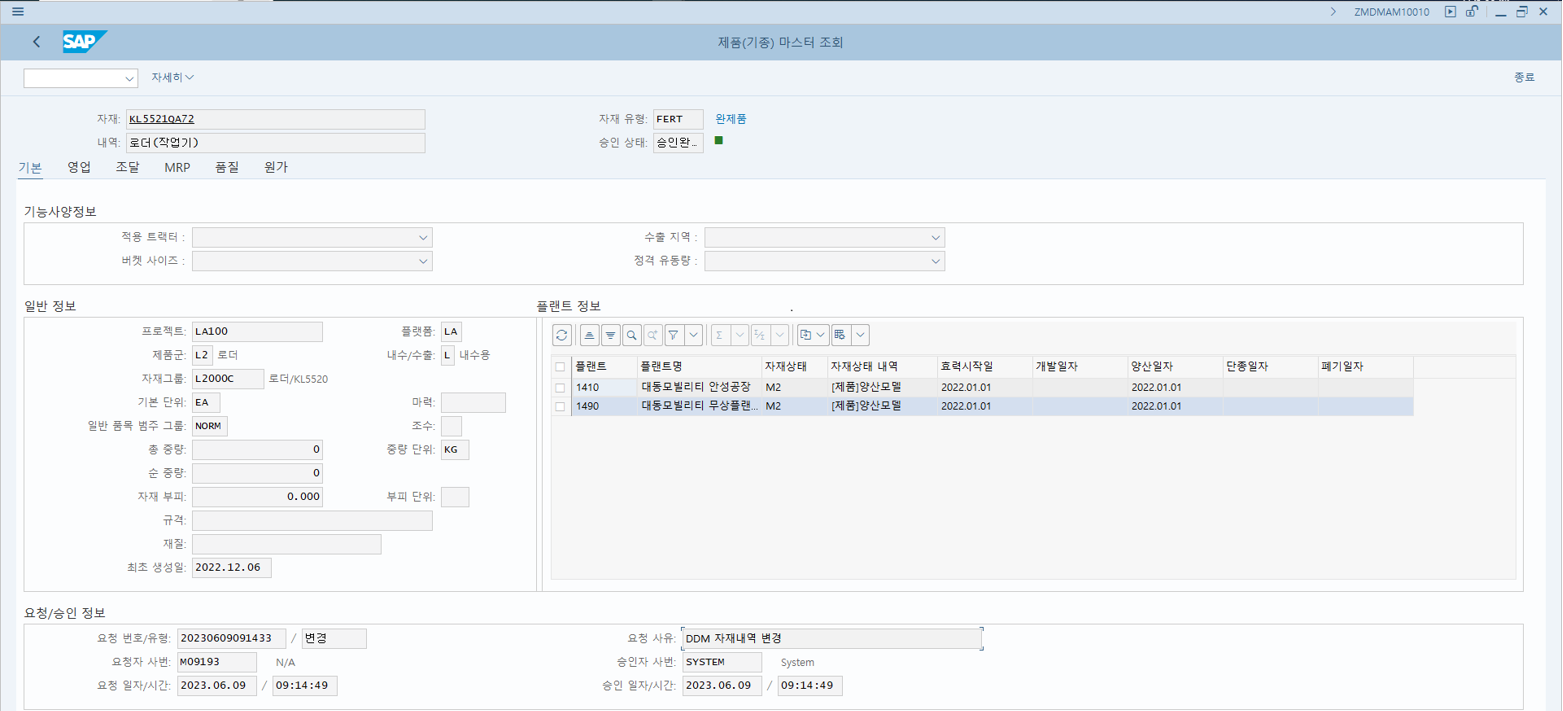 ZMDMAM10010
SAP 제품(기종) 마스터 조회
자세히 종료
자재: KL5521QA72 자재 유형: FERT 완제품
내역: 로더(작업기) 승인 상태: 승인완…
기본 영업 조달 MRP 품질 원가
기능사양정보
적용 트랙터 : 수출 지역 :
버켓 사이즈 : 정격 유동량 :
일반 정보
프로젝트: LA100 플랫폼: LA
제품군: L2 로더 내수/수출: L 내수용
자재그룹: L2000C 로더/KL5520
기본 단위: EA 마력:
일반 품목 범주 그룹: NORM 조수:
총 중량: 0 중량 단위: KG
순 중량: 0
자재 부피: 0.000 부피 단위:
규격:
재질:
최초 생성일: 2022.12.06
플랜트 정보 .
플랜트 플랜트명 자재상태 자재상태 내역 효력시작일 개발일자 양산일자 단종일자 폐기일자
1410 대동모빌리티 안성공장 M2 [제품]양산모델 2022.01.01 2022.01.01
1490 대동모빌리티 무상플랜… M2 [제품]양산모델 2022.01.01 2022.01.01
요청/승인 정보
요청 번호/유형: 20230609091433 / 변경 요청 사유: DDM 자재내역 변경
요청자 사번: M09193 N/A 승인자 사번: SYSTEM System
요청 일자/시간: 2023.06.09 / 09:14:49 승인 일자/시간: 2023.06.09 / 09:14:49